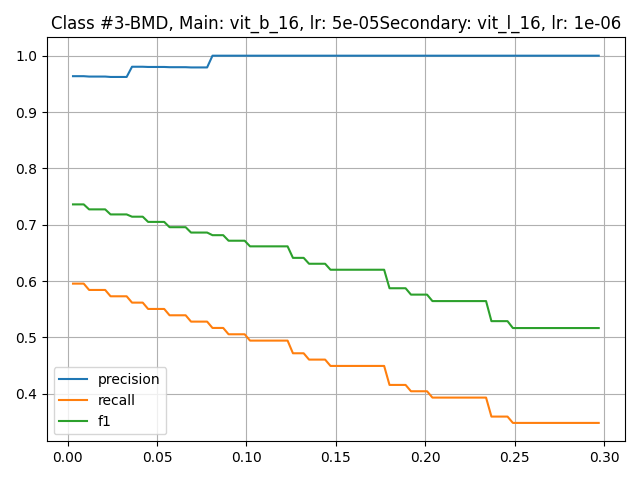 Class #3-BMD, Main: vit_b_16, lr: 5e-05Secondary: vit_l_16, lr: 1e-06
1.0
0.9
0.8
0.7
0.6
0.5
0.4
precision
recall
f1
0.00 0.05 0.10 0.15 0.20 0.25 0.30